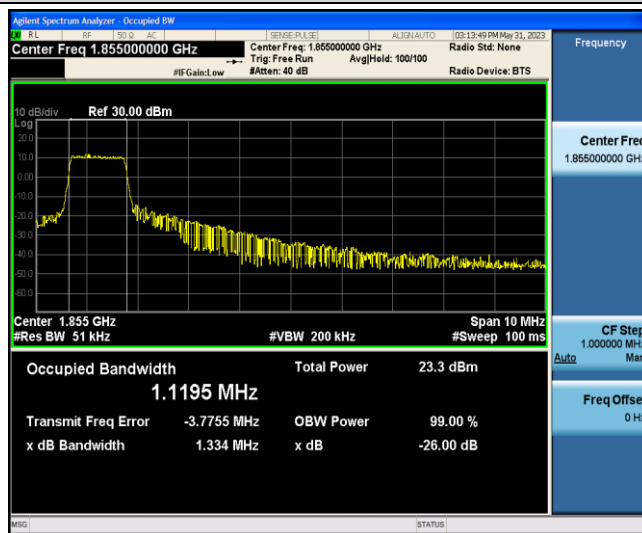 Agilent Spectrum Analyzer - Occupied BW
RL RF 50 Ω AC SENSE:PULSE ALIGN AUTO 03:13:49 PM May 31, 2023
Center Freq 1.855000000 GHz Center Freq: 1.855000000 GHz Radio Std: None
Trig: Free Run Avg|Hold: 100/100
#IFGain:Low #Atten: 40 dB Radio Device: BTS
Frequency
10 dB/div Ref 30.00 dBm
Log
20.0
10.0
0.00
-10.0
-20.0
-30.0
-40.0
-50.0
-60.0
Center Freq
1.855000000 GHz
Center 1.855 GHz Span 10 MHz
#Res BW 51 kHz #VBW 200 kHz #Sweep 100 ms
CF Step
1.000000 MHz
Auto Man
Occupied Bandwidth Total Power 23.3 dBm
1.1195 MHz
Transmit Freq Error -3.7755 MHz OBW Power 99.00 %
x dB Bandwidth 1.334 MHz x dB -26.00 dB
Freq Offse
0 Hz
MSG STATUS